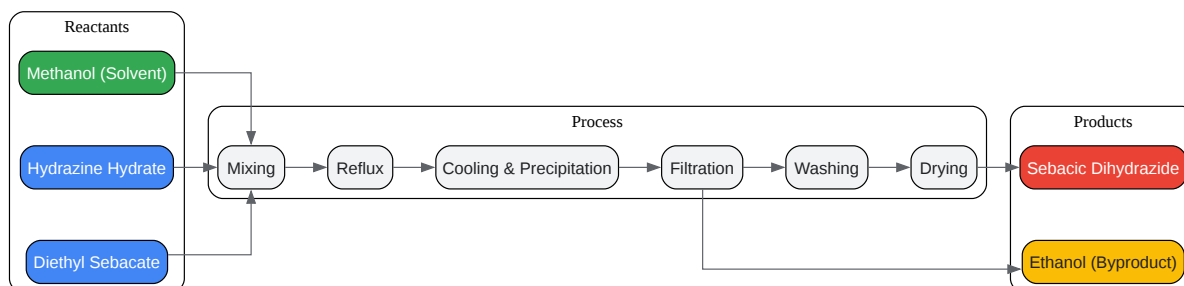 Reactants
Methanol (Solvent)
Hydrazine Hydrate
Diethyl Sebacate
Process
Mixing
Reflux
Cooling & Precipitation
Filtration
Washing
Drying
Products
Sebacic Dihydrazide
Ethanol (Byproduct)